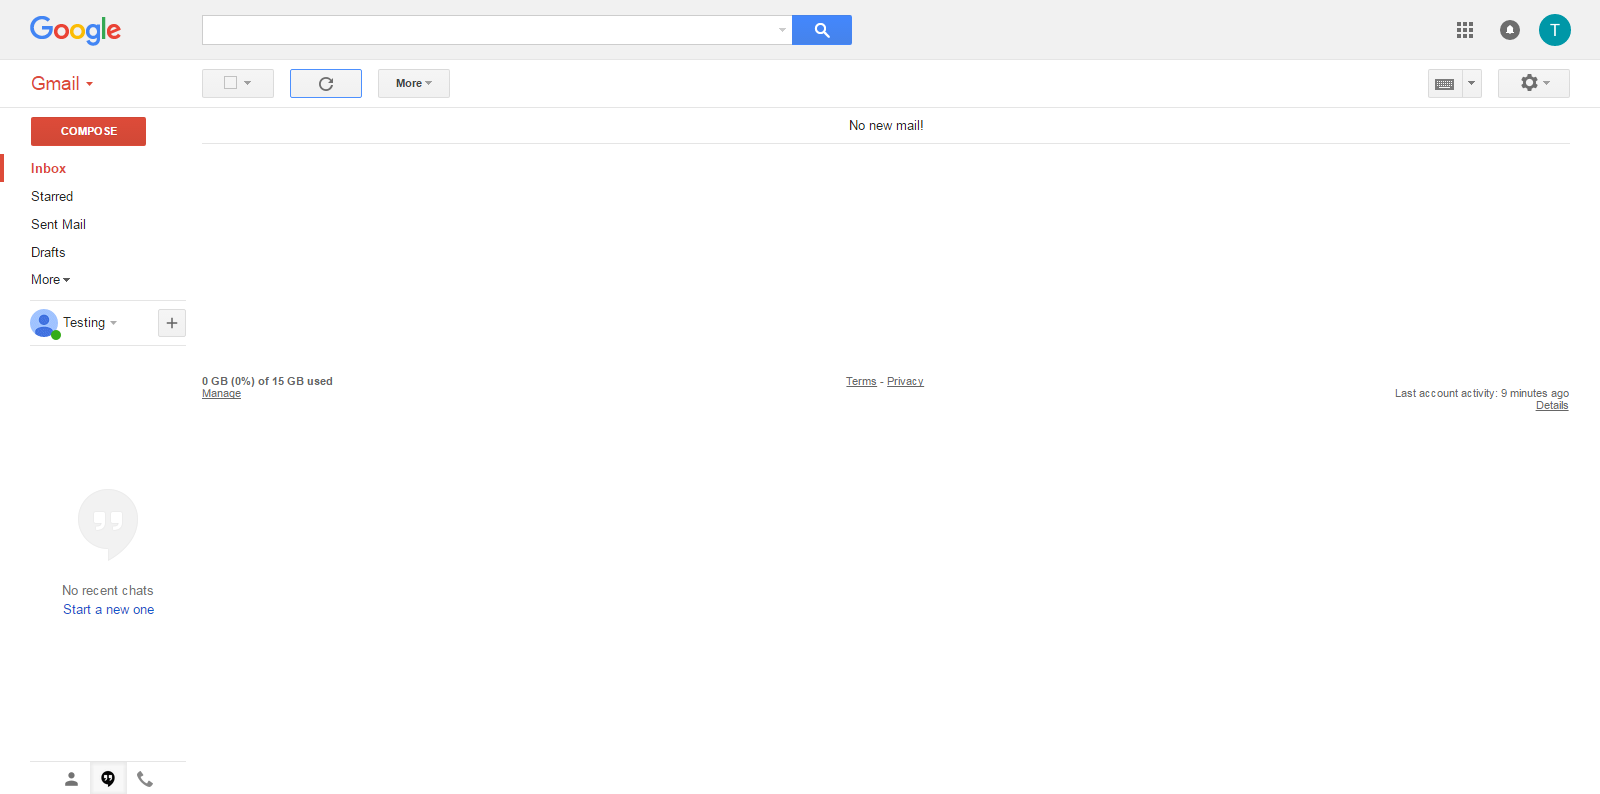 Google
T
Gmail
More
COMPOSE
No new mail!
Inbox
Starred
Sent Mail
Drafts
More
Testing
0 GB (0%) of 15 GB used
Manage
Terms - Privacy
Last account activity: 9 minutes ago
Details
No recent chats
Start a new one